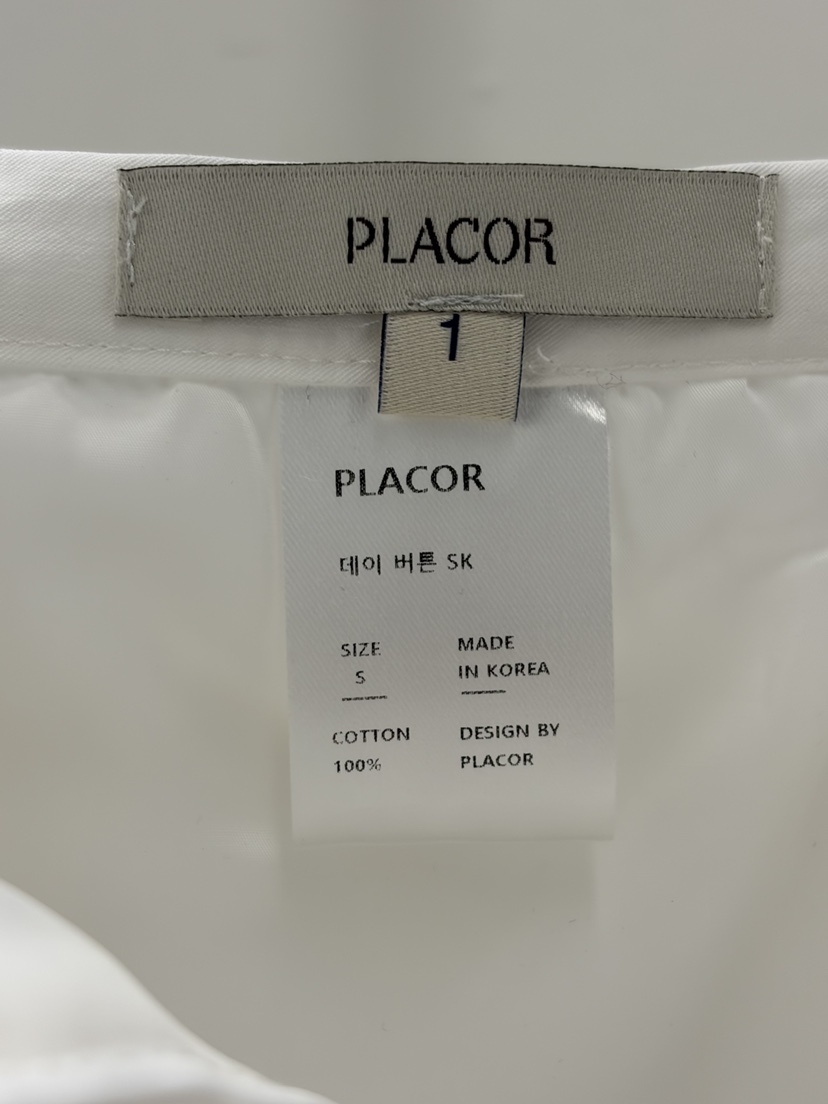 PLACOR
1
PLACOR
데이 버튼 SK
SIZE
S
MADE
IN KOREA
COTTON
100%
DESIGN BY
PLACOR